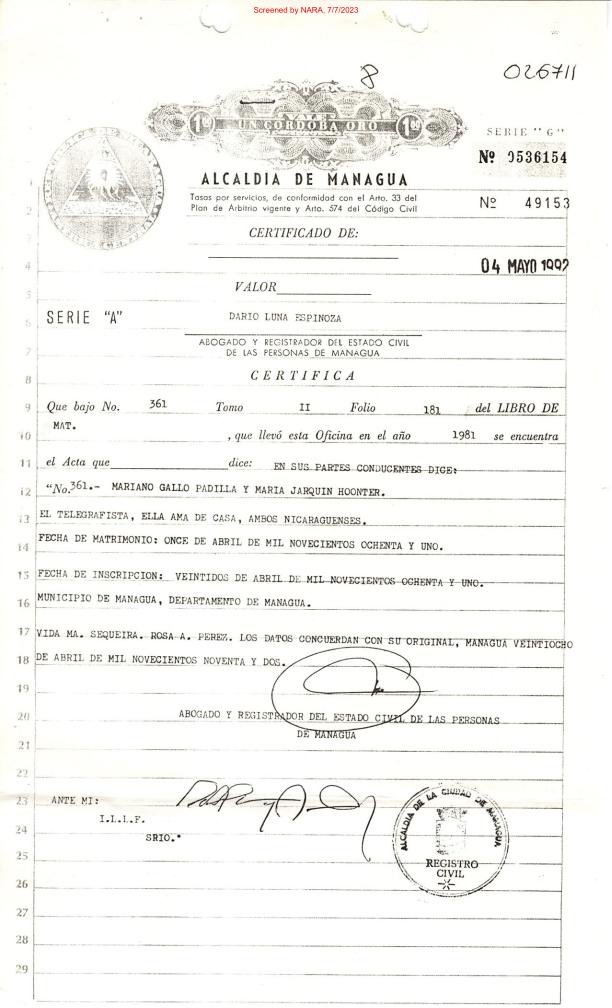 Screened by NARA, 7/7/2023
8
026711
1oo UN CORDOBA ORO 1oo
SERIE "G"
Nº 0536154
ALCALDIA DE MANAGUA
Tasas por servicios, de conformidad con el Arto. 33 del
Plan de Arbitrio vigente y Arto. 574 del Código Civil
Nº 49153
2
3
CERTIFICADO DE:
4
04 MAYO 1992
5
VALOR
6
SERIE "A"
DARIO LUNA ESPINOZA
7
ABOGADO Y REGISTRADOR DEL ESTADO CIVIL
DE LAS PERSONAS DE MANAGUA
8
CERTIFICA
9 Que bajo No. 361 Tomo II Folio 181 del LIBRO DE
MAT.
10 , que llevó esta Oficina en el año 1981 se encuentra
11 el Acta que dice: EN SUS PARTES CONDUCENTES DICE:
12 "No.361.- MARIANO GALLO PADILLA Y MARIA JARQUIN HOONTER.
13 EL TELEGRAFISTA, ELLA AMA DE CASA, AMBOS NICARAGUENSES.
14 FECHA DE MATRIMONIO: ONCE DE ABRIL DE MIL NOVECIENTOS OCHENTA Y UNO.
15 FECHA DE INSCRIPCION: VEINTIDOS DE ABRIL DE MIL NOVECIENTOS OCHENTA Y UNO.
16 MUNICIPIO DE MANAGUA, DEPARTAMENTO DE MANAGUA.
17 VIDA MA. SEQUEIRA. ROSA A. PEREZ. LOS DATOS CONCUERDAN CON SU ORIGINAL, MANAGUA VEINTIOCHO
18 DE ABRIL DE MIL NOVECIENTOS NOVENTA Y DOS.
19
20 ABOGADO Y REGISTRADOR DEL ESTADO CIVIL DE LAS PERSONAS
DE MANAGUA
21
22
23 ANTE MI:
I.L.L.F.
24
SRIO.*
ALCALDIA DE LA CIUDAD DE MANAGUA
REGISTRO
CIVIL
25
26
27
28
29